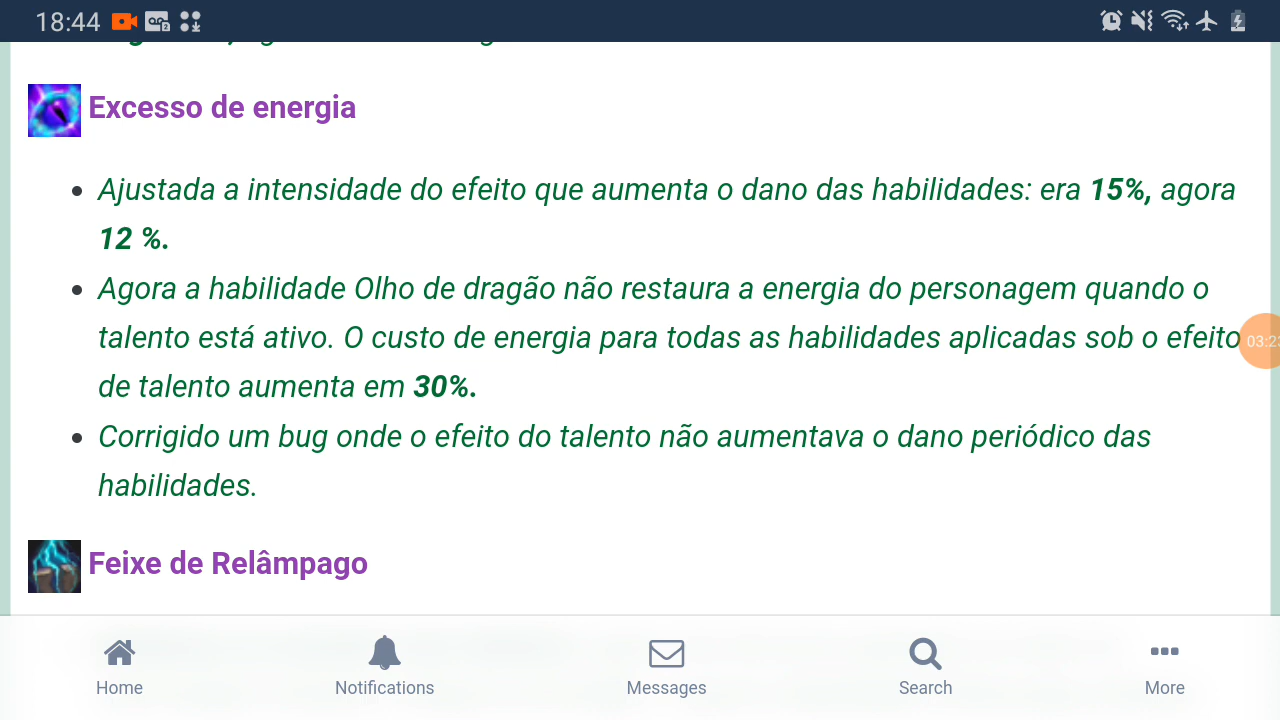 18:44
Excesso de energia
Ajustada a intensidade do efeito que aumenta o dano das habilidades: era 15%, agora
12 %.
Agora a habilidade Olho de dragão não restaura a energia do personagem quando o
talento está ativo. O custo de energia para todas as habilidades aplicadas sob o efeito
de talento aumenta em 30%.
Corrigido um bug onde o efeito do talento não aumentava o dano periódico das
habilidades.
Feixe de Relâmpago
Home Notifications Messages Search More